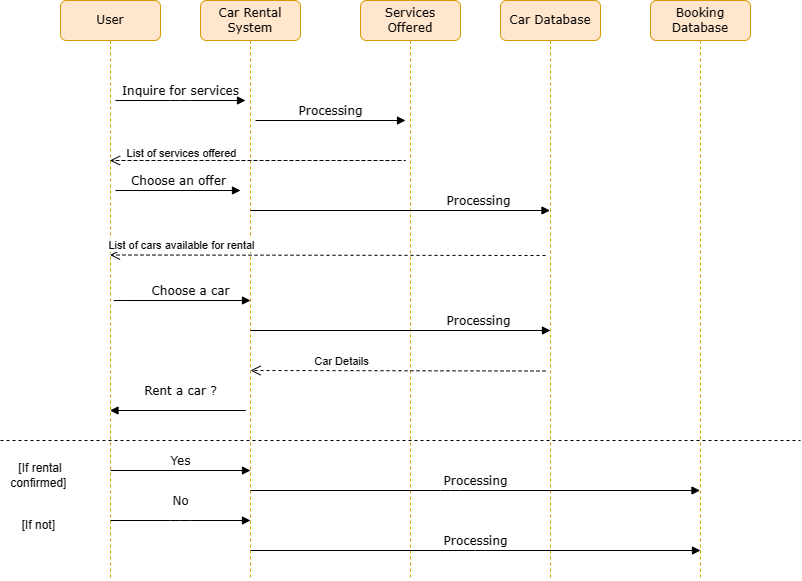 User
Car Rental
System
Services
Offered
Car Database
Booking
Database
Inquire for services
Processing
List of services offered
Choose an offer
Processing
List of cars available for rental
Choose a car
Processing
Car Details
Rent a car ?
[If rental
confirmed]
Yes
Processing
No
[If not]
Processing